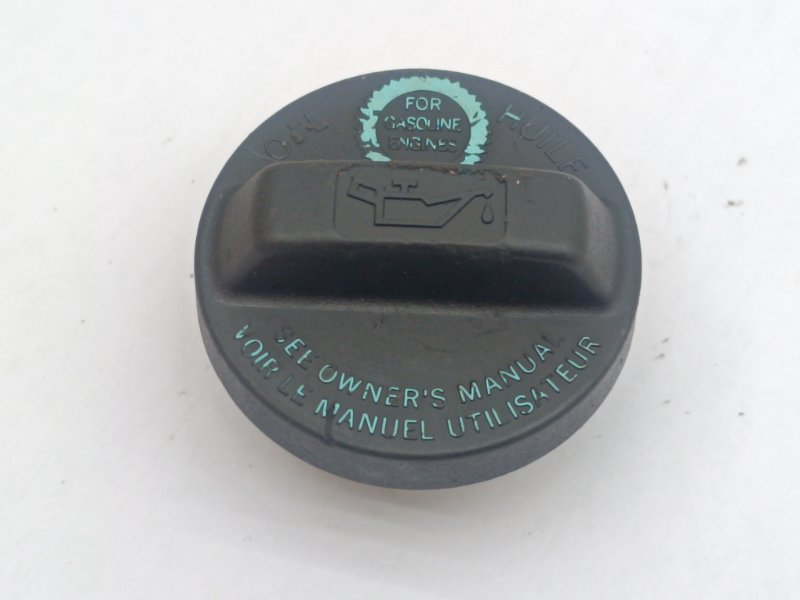 OIL
FOR
GASOLINE
ENGINES
HUILE
SEE OWNER'S MANUAL
VOIR LE MANUEL UTILISATEUR